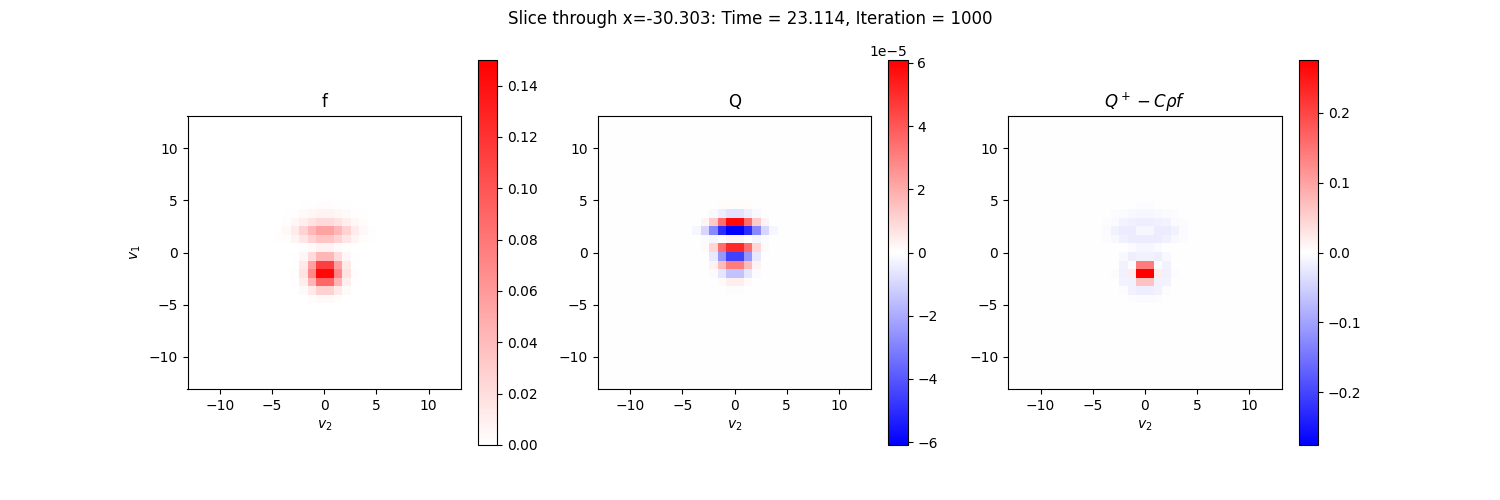 Slice through x=-30.303: Time = 23.114, Iteration = 1000
f
10
5
0
−5
−10
v₁
−10 −5 0 5 10
v₂
0.14
0.12
0.10
0.08
0.06
0.04
0.02
0.00
Q
10
5
0
−5
−10
−10 −5 0 5 10
v₂
1e−5
6
4
2
0
−2
−4
−6
Q⁺ − Cρf
10
5
0
−5
−10
−10 −5 0 5 10
v₂
0.2
0.1
0.0
−0.1
−0.2